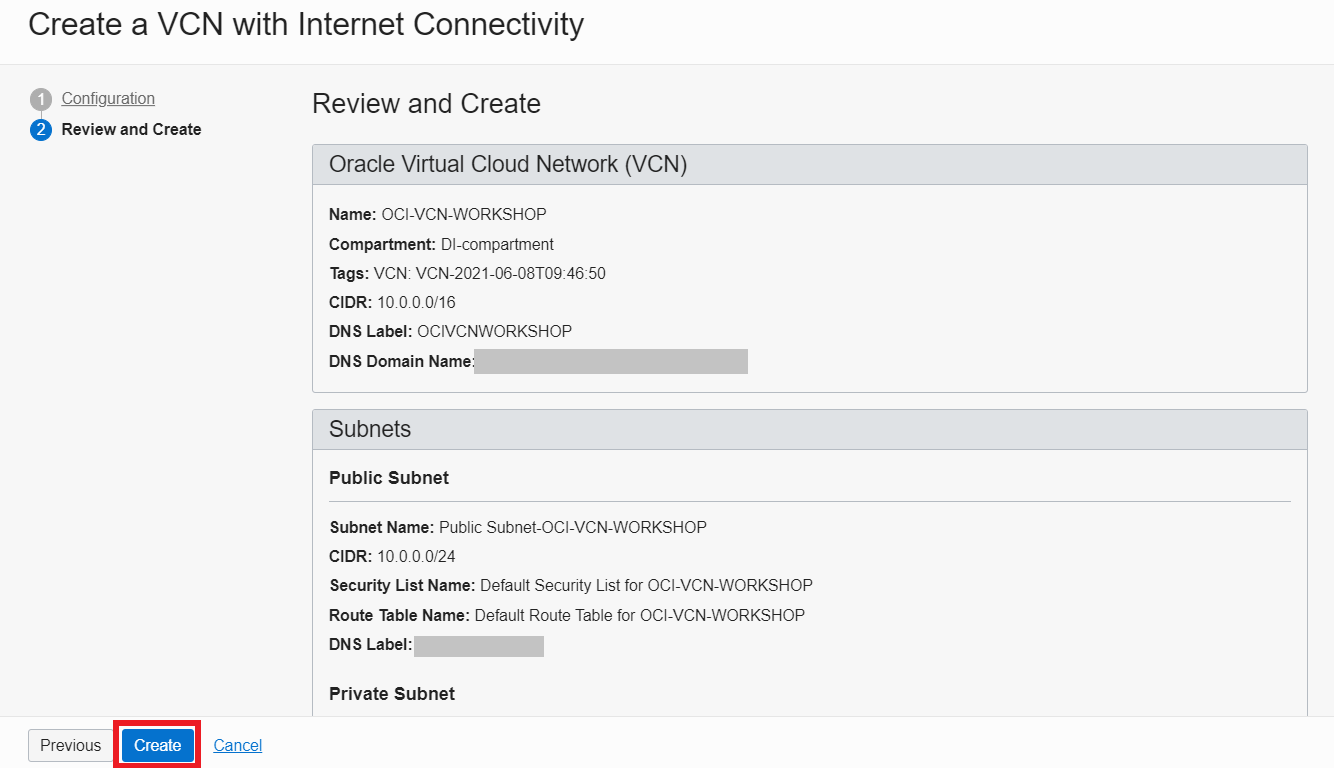 Create a VCN with Internet Connectivity
1 Configuration
2 Review and Create
Review and Create
Oracle Virtual Cloud Network (VCN)
Name: OCI-VCN-WORKSHOP
Compartment: DI-compartment
Tags: VCN: VCN-2021-06-08T09:46:50
CIDR: 10.0.0.0/16
DNS Label: OCIVCNWORKSHOP
DNS Domain Name:
Subnets
Public Subnet
Subnet Name: Public Subnet-OCI-VCN-WORKSHOP
CIDR: 10.0.0.0/24
Security List Name: Default Security List for OCI-VCN-WORKSHOP
Route Table Name: Default Route Table for OCI-VCN-WORKSHOP
DNS Label:
Private Subnet
Previous Create Cancel